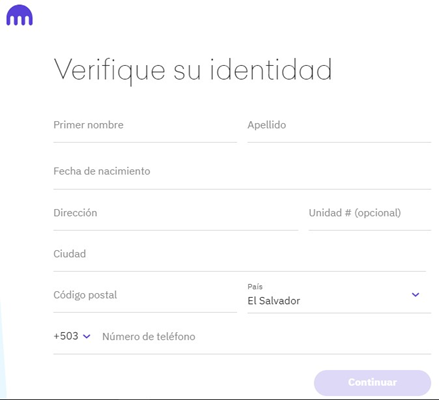 Verifique su identidad
Primer nombre Apellido
Fecha de nacimiento
Dirección Unidad # (opcional)
Ciudad
País
Código postal El Salvador
+503 Número de teléfono
Continuar